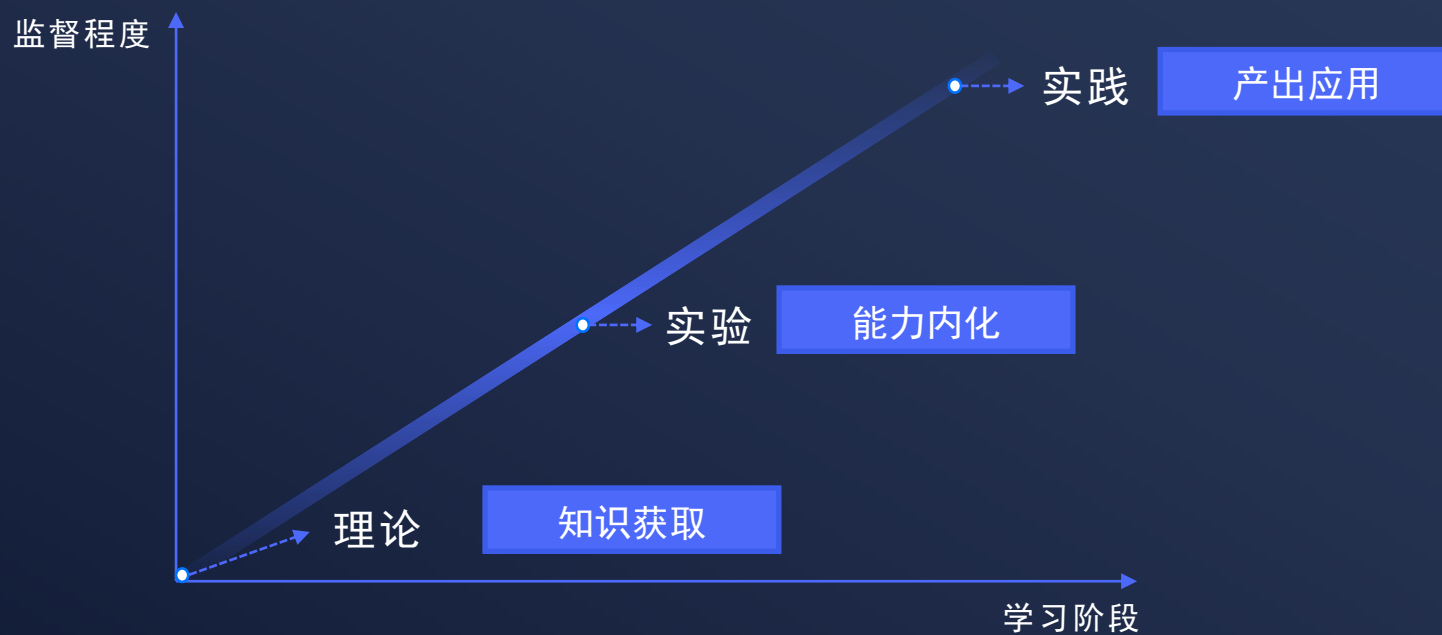 监督程度
实践
产出应用
实验
能力内化
理论
知识获取
学习阶段